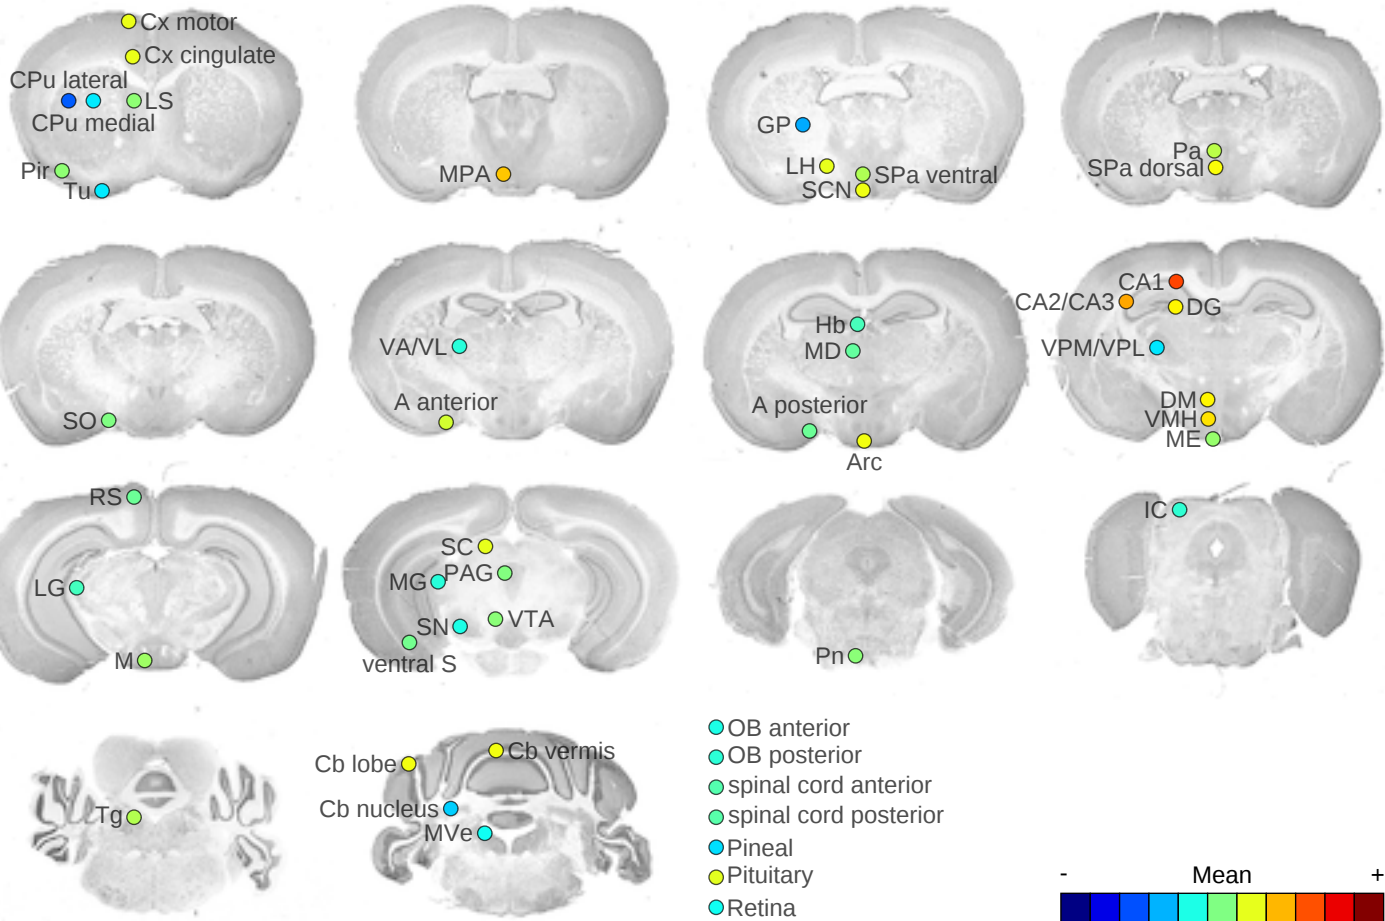 Cx motor
Cx cingulate
CPu lateral
LS
CPu medial
Pir
Tu
MPA
GP
LH
SPa ventral
SCN
Pa
SPa dorsal
SO
VA/VL
A anterior
Hb
MD
A posterior
Arc
CA1
CA2/CA3
DG
VPM/VPL
DM
VMH
ME
RS
LG
M
SC
PAG
MG
VTA
SN
ventral S
Pn
IC
Tg
Cb lobe
Cb vermis
Cb nucleus
MVe
OB anterior
OB posterior
spinal cord anterior
spinal cord posterior
Pineal
Pituitary
Retina
- Mean +